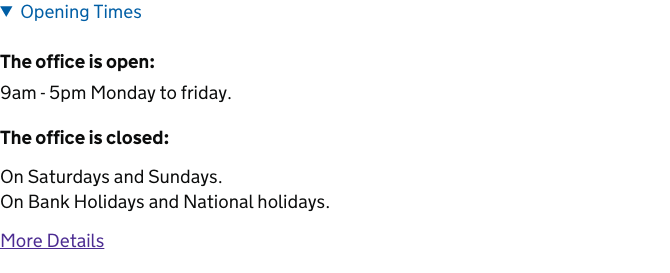 Opening Times
The office is open:
9am - 5pm Monday to friday.
The office is closed:
On Saturdays and Sundays.
On Bank Holidays and National holidays.
More Details